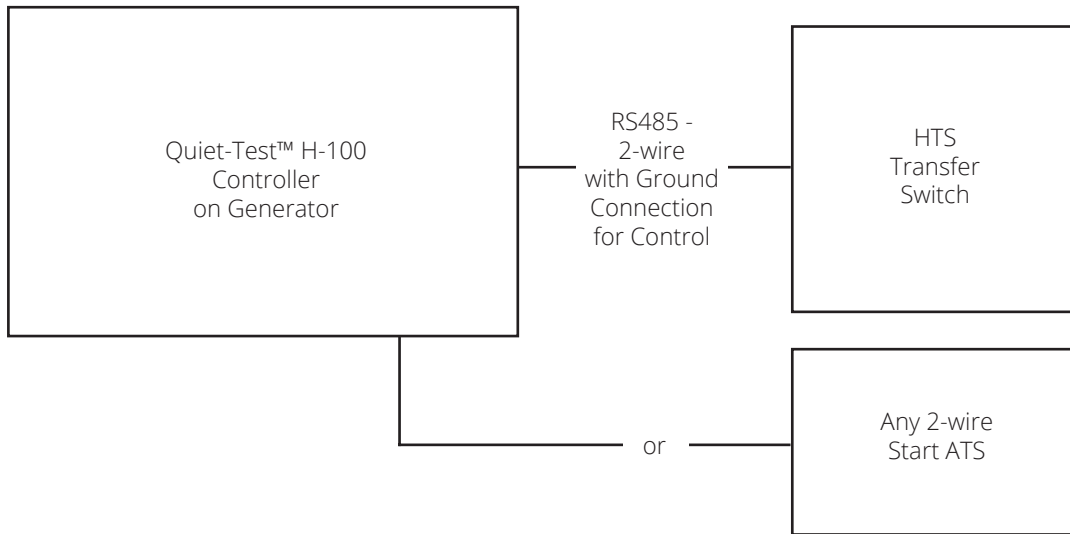 Quiet-Test™ H-100
Controller
on Generator
RS485 -
2-wire
with Ground
Connection
for Control
HTS
Transfer
Switch
or
Any 2-wire
Start ATS